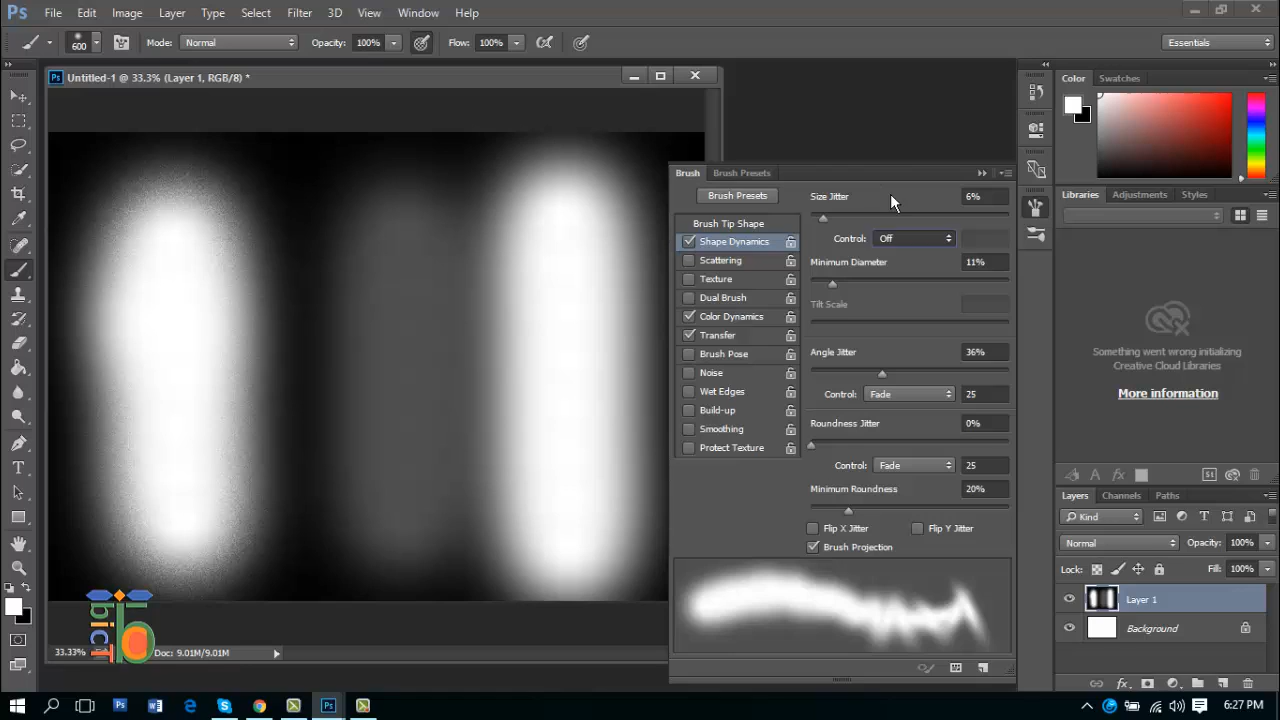 Ps File Edit Image Layer Type Select Filter 3D View Window Help
600 Mode: Normal Opacity: 100% Flow: 100% Essentials
Ps Untitled-1 @ 33.3% (Layer 1, RGB/8) *
Color Swatches
Brush Brush Presets
Brush Presets
Brush Tip Shape
Shape Dynamics
Scattering
Texture
Dual Brush
Color Dynamics
Transfer
Brush Pose
Noise
Wet Edges
Build-up
Smoothing
Protect Texture
Size Jitter 6%
Control: Off
Minimum Diameter 11%
Tilt Scale
Angle Jitter 36%
Control: Fade 25
Roundness Jitter 0%
Control: Fade 25
Minimum Roundness 20%
Flip X Jitter Flip Y Jitter
Brush Projection
Libraries Adjustments Styles
Something went wrong initializing
Creative Cloud Libraries
More information
St
Layers Channels Paths
Kind
Normal Opacity: 100%
Lock: Fill: 100%
Layer 1
Background
fx
33.33% Doc: 9.01M/9.01M
6:27 PM